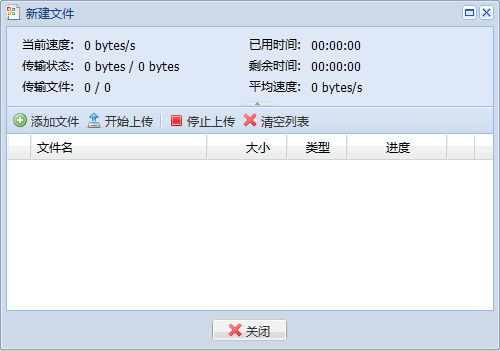 新建文件
当前速度: 0 bytes/s 已用时间: 00:00:00
传输状态: 0 bytes / 0 bytes 剩余时间: 00:00:00
传输文件: 0 / 0 平均速度: 0 bytes/s
添加文件 开始上传 停止上传 清空列表
文件名 大小 类型 进度
关闭